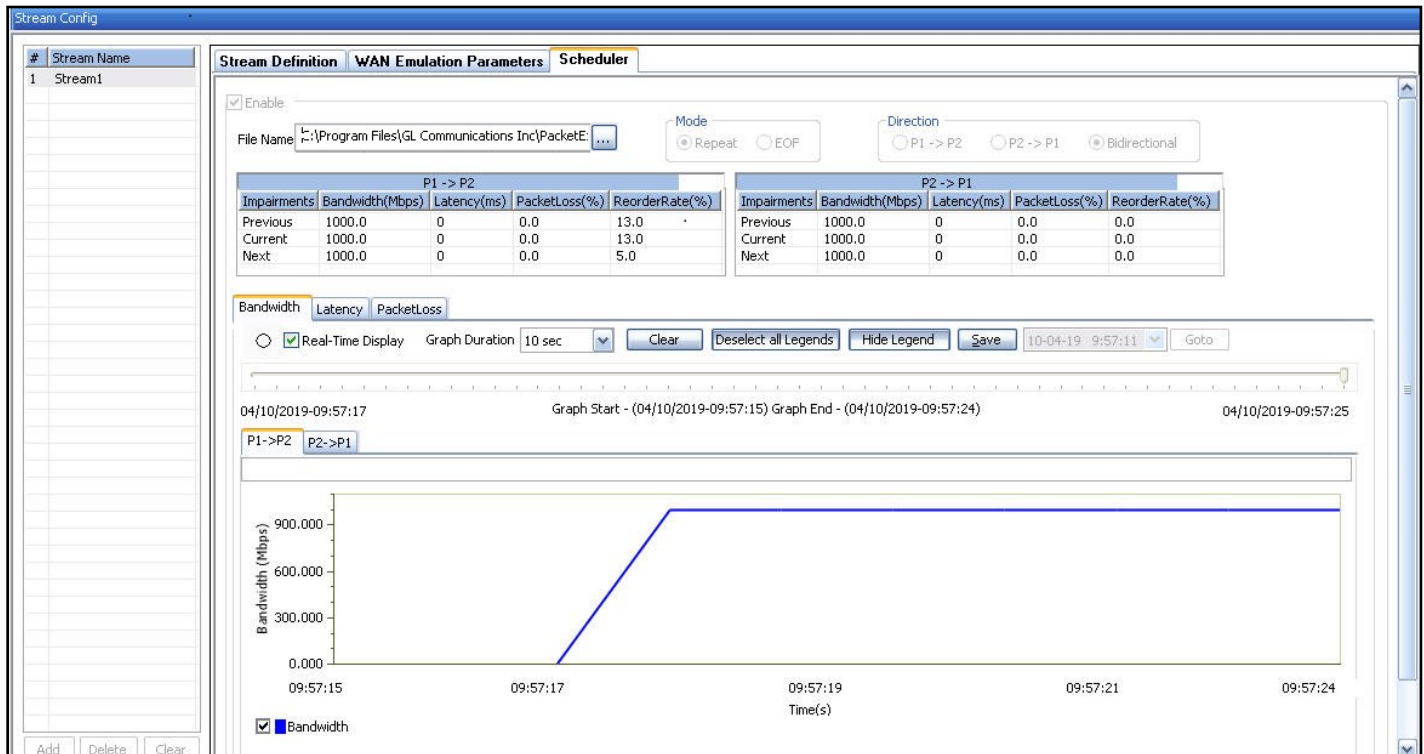 Stream Config
# Stream Name
1 Stream1
Stream Definition WAN Emulation Parameters Scheduler
Enable
File Name :\Program Files\GL Communications Inc\PacketE: ...
Mode
Repeat EOF
Direction
P1 -> P2 P2 -> P1 Bidirectional
P1 -> P2
Impairments Bandwidth(Mbps) Latency(ms) PacketLoss(%) ReorderRate(%)
Previous 1000.0 0 0.0 13.0
Current 1000.0 0 0.0 13.0
Next 1000.0 0 0.0 5.0
P2 -> P1
Impairments Bandwidth(Mbps) Latency(ms) PacketLoss(%) ReorderRate(%)
Previous 1000.0 0 0.0 0.0
Current 1000.0 0 0.0 0.0
Next 1000.0 0 0.0 0.0
Bandwidth Latency PacketLoss
Real-Time Display Graph Duration 10 sec Clear Deselect all Legends Hide Legend Save 10-04-19 9:57:11 Goto
04/10/2019-09:57:17 Graph Start - (04/10/2019-09:57:15) Graph End - (04/10/2019-09:57:24) 04/10/2019-09:57:25
P1->P2 P2->P1
Bandwidth (Mbps)
900.000
600.000
300.000
0.000
09:57:15 09:57:17 09:57:19 09:57:21 09:57:24
Time(s)
Bandwidth
Add Delete Clear